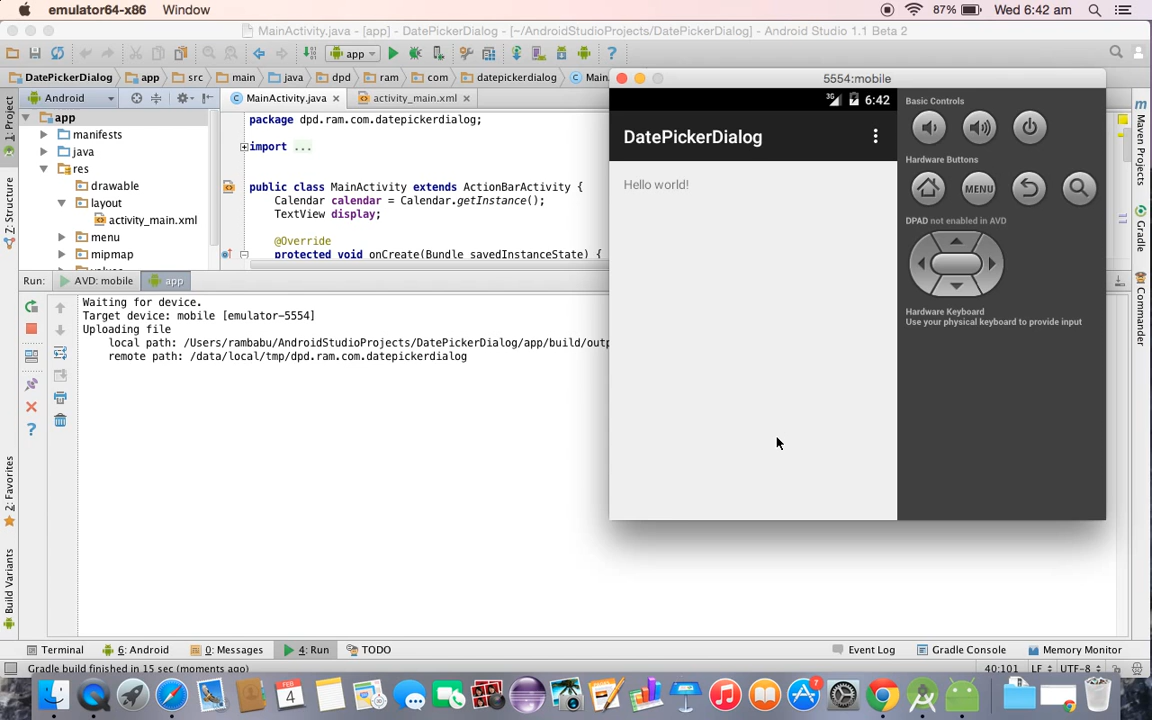 emulator64-x86 Window 87% Wed 6:42 am
MainActivity.java - [app] - DatePickerDialog - [~/AndroidStudioProjects/DatePickerDialog] - Android Studio 1.1 Beta 2
app
DatePickerDialog app src main java dpd ram com datepickerdialog Main
5554:mobile
Android MainActivity.java activity_main.xml
1: Project
Z: Structure
2: Favorites
Build Variants
app
manifests
java
res
drawable
layout
activity_main.xml
menu
mipmap
package dpd.ram.com.datepickerdialog;
import ...
public class MainActivity extends ActionBarActivity {
Calendar calendar = Calendar.getInstance();
TextView display;
@Override
protected void onCreate(Bundle savedInstanceState) {
Run: AVD: mobile app
Waiting for device.
Target device: mobile [emulator-5554]
Uploading file
local path: /Users/rambabu/AndroidStudioProjects/DatePickerDialog/app/build/outp
remote path: /data/local/tmp/dpd.ram.com.datepickerdialog
3G 6:42
DatePickerDialog
Hello world!
Basic Controls
Hardware Buttons
MENU
DPAD not enabled in AVD
Hardware Keyboard
Use your physical keyboard to provide input
m
Maven Projects
Gradle
Commander
Terminal 6: Android 0: Messages 4: Run TODO Event Log Gradle Console Memory Monitor
Gradle build finished in 15 sec (moments ago) 40:101 LF UTF-8
FEB
4
7